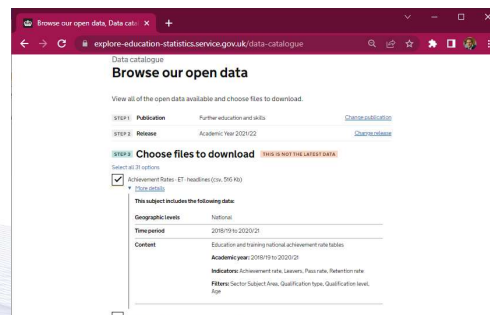 Browse our open data, Data cata
explore-education-statistics.service.gov.uk/data-catalogue
Data catalogue
Browse our open data
View all of the open data available and choose files to download.
STEP 1 Publication Further education and skills Change publication
STEP 2 Release Academic Year 2021/22 Change release
STEP 3 Choose files to download THIS IS NOT THE LATEST DATA
Select all 31 options
Achievement Rates - ET - headlines (csv, 516 Kb)
More details
This subject includes the following data:
Geographic levels National
Time period 2018/19 to 2020/21
Content Education and training national achievement rate tables
Academic year: 2018/19 to 2020/21
Indicators: Achievement rate, Leavers, Pass rate, Retention rate
Filters: Sector Subject Area, Qualification type, Qualification level,
Age